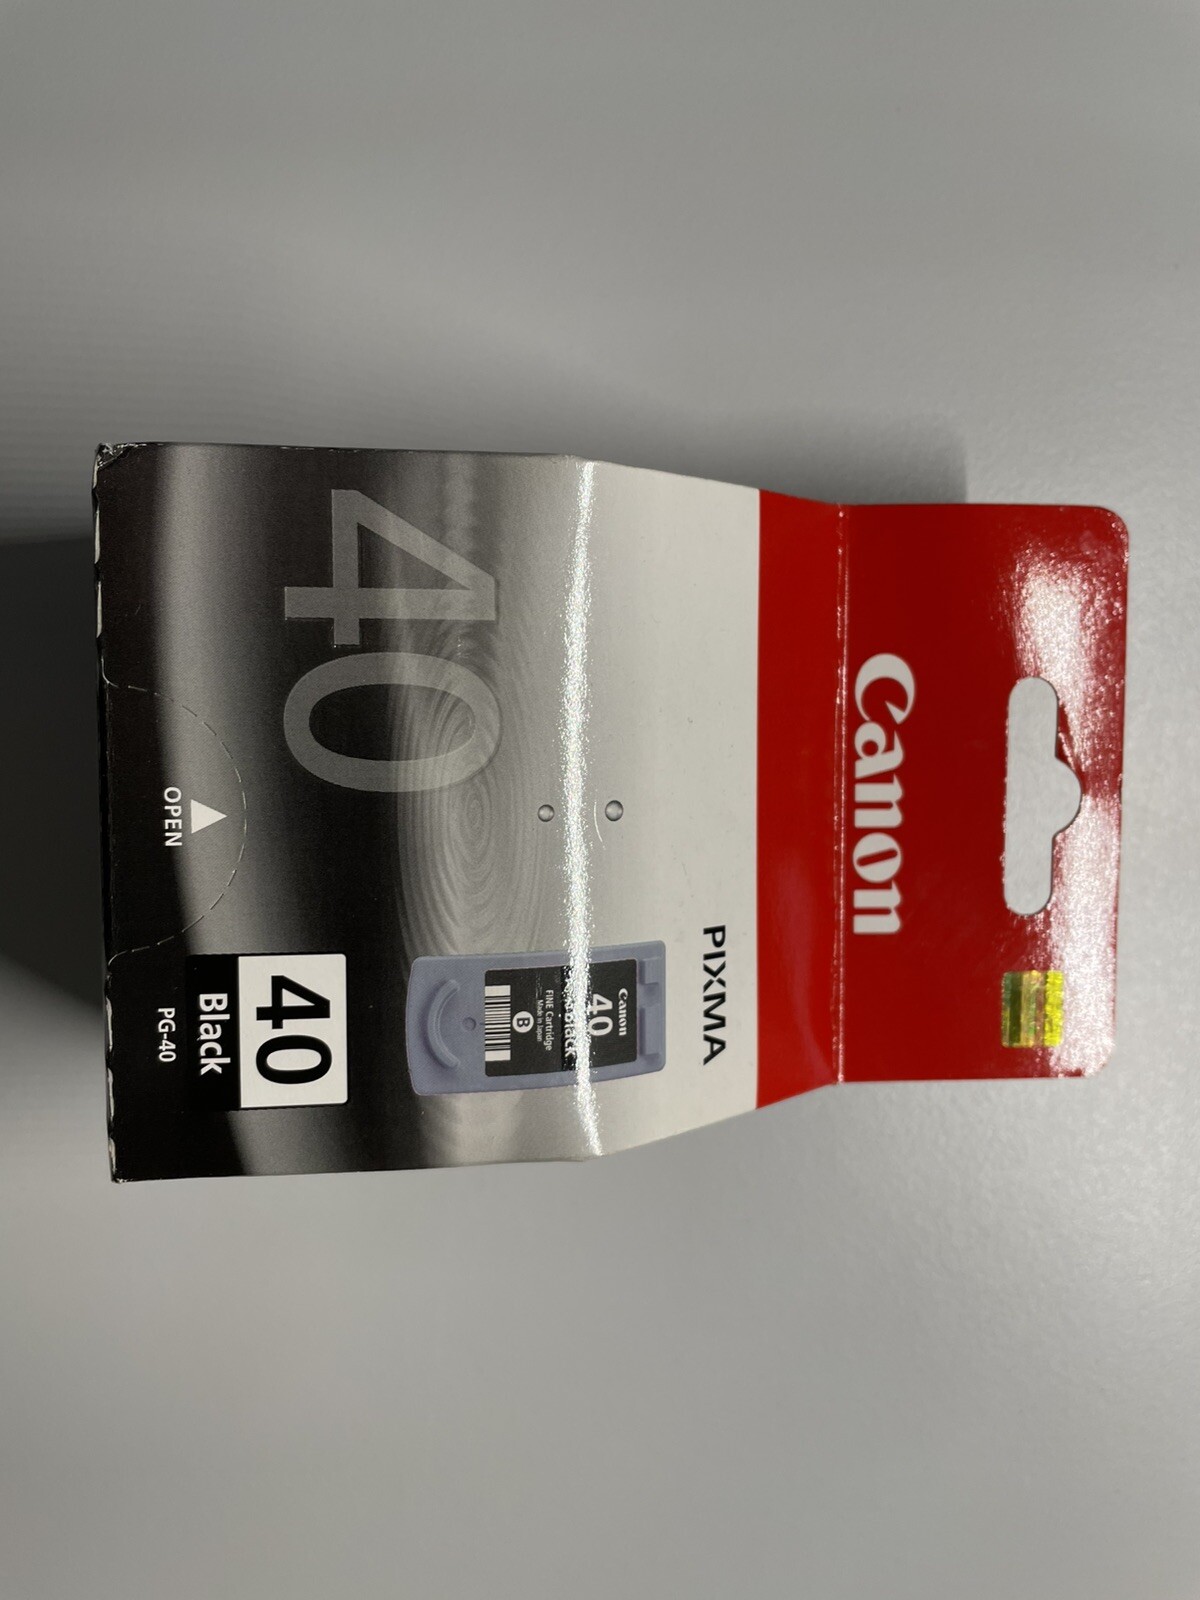 Canon
PIXMA
40
Canon
40
Black
FINE Cartridge
Made in Japan
B
40
Black
PG-40
OPEN